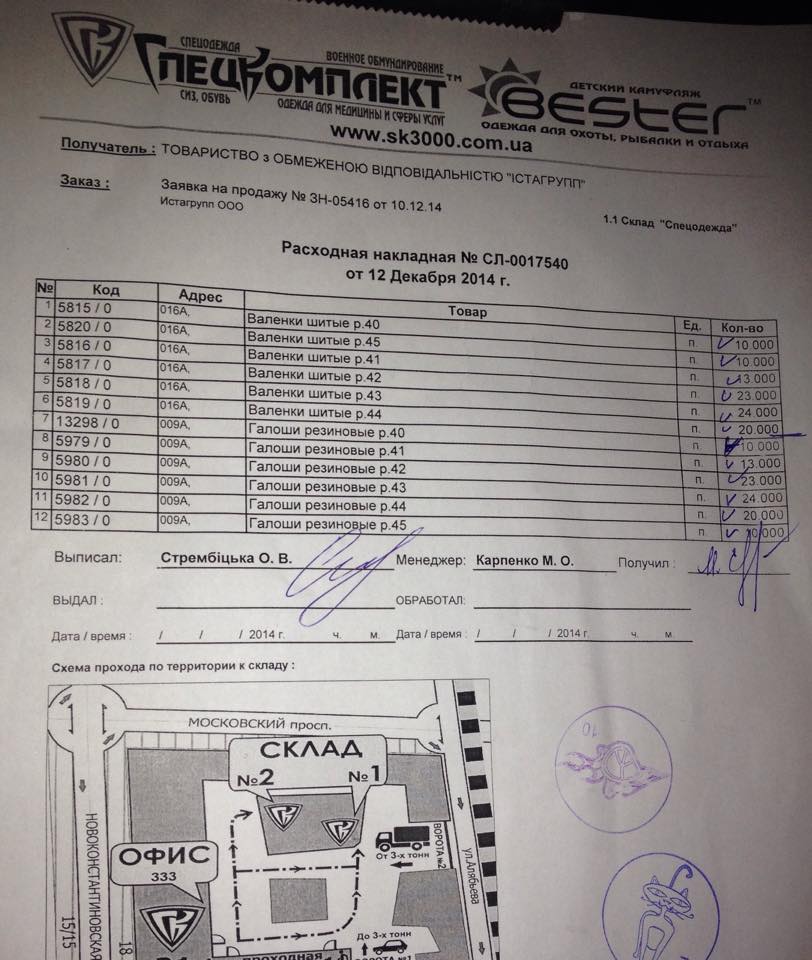 СПЕЦОДЕЖДА ВОЕННОЕ ОБМУНДИРОВАНИЕ
СПЕЦКОМПЛЕКТ™
СИЗ, ОБУВЬ ОДЕЖДА ДЛЯ МЕДИЦИНЫ И СФЕРЫ УСЛУГ
ДЕТСКИЙ КАМУФЛЯЖ
BESTER™
ОДЕЖДА ДЛЯ ОХОТЫ, РЫБАЛКИ И ОТДЫХА
www.sk3000.com.ua
Получатель : ТОВАРИСТВО з ОБМЕЖЕНОЮ ВІДПОВІДАЛЬНІСТЮ "ІСТАГРУПП"
Заказ : Заявка на продажу № ЗН-05416 от 10.12.14
Истагрупп ООО
1.1 Склад "Спецодежда"
Расходная накладная № СЛ-0017540
от 12 Декабря 2014 г.
№ Код Адрес Товар Ед. Кол-во
1 5815 / 0 016А, Валенки шитые р.40 п. 10.000
2 5820 / 0 016А, Валенки шитые р.45 п. 10.000
3 5816 / 0 016А, Валенки шитые р.41 п. 13.000
4 5817 / 0 016А, Валенки шитые р.42 п. 23.000
5 5818 / 0 016А, Валенки шитые р.43 п. 24.000
6 5819 / 0 016А, Валенки шитые р.44 п. 20.000
7 13298 / 0 009А, Галоши резиновые р.40 п. 10.000
8 5979 / 0 009А, Галоши резиновые р.41 п. 13.000
9 5980 / 0 009А, Галоши резиновые р.42 п. 23.000
10 5981 / 0 009А, Галоши резиновые р.43 п. 24.000
11 5982 / 0 009А, Галоши резиновые р.44 п. 20.000
12 5983 / 0 009А, Галоши резиновые р.45 п. 10.000
Выписал: Стрембіцька О. В. Менеджер: Карпенко М. О. Получил :
ВЫДАЛ : ОБРАБОТАЛ:
Дата / время : / / / 2014 г. ч. м. Дата / время : / / / 2014 г. ч. м.
Схема прохода по территории к складу :
МОСКОВСКИЙ просп.
СКЛАД
№2 №1
ОФИС
333
НОВОКОНСТАНТИНОВСКАЯ
15/15
18
От 3-х тонн
ВОРОТА №2
ул.Алябьева
До 3-х тонн
ВОРОТА №1
проходная
10